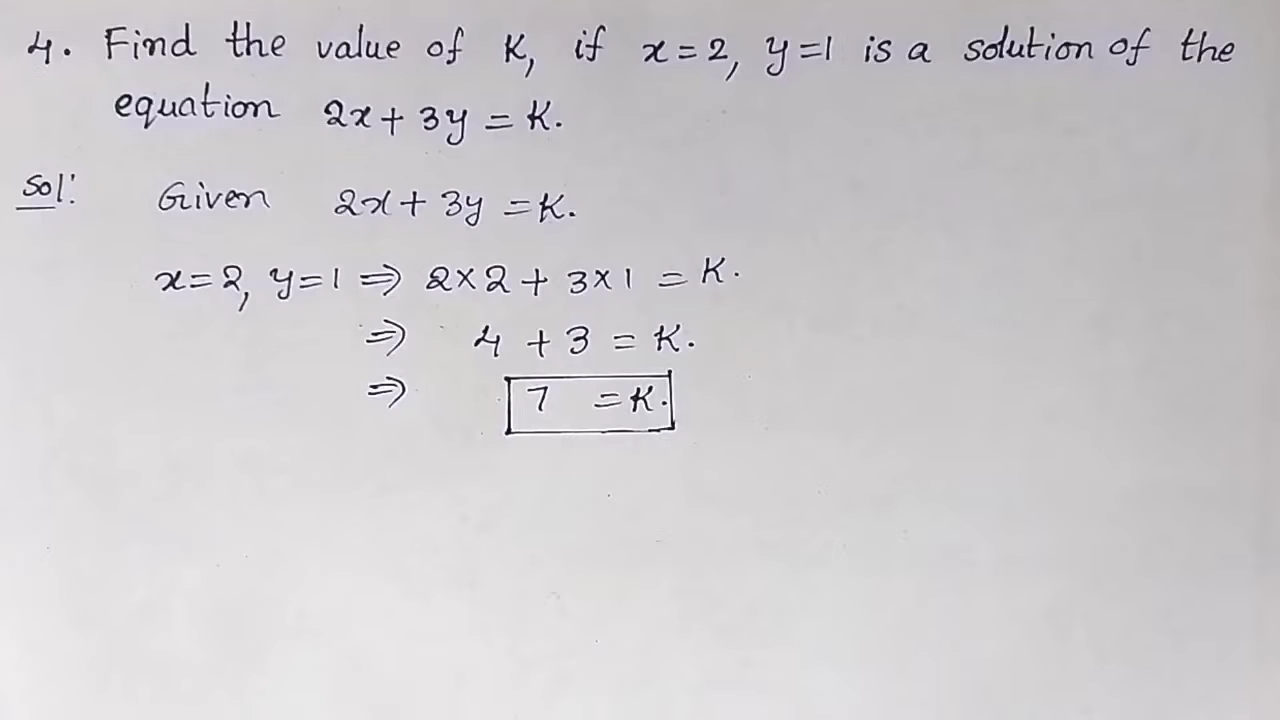 4. Find the value of K, if x=2, y=1 is a solution of the
equation 2x+3y=K.
Sol: Given 2x+3y=K.
x=2, y=1 ⇒ 2×2+3×1=K.
⇒ 4+3=K.
⇒ 7 =K.